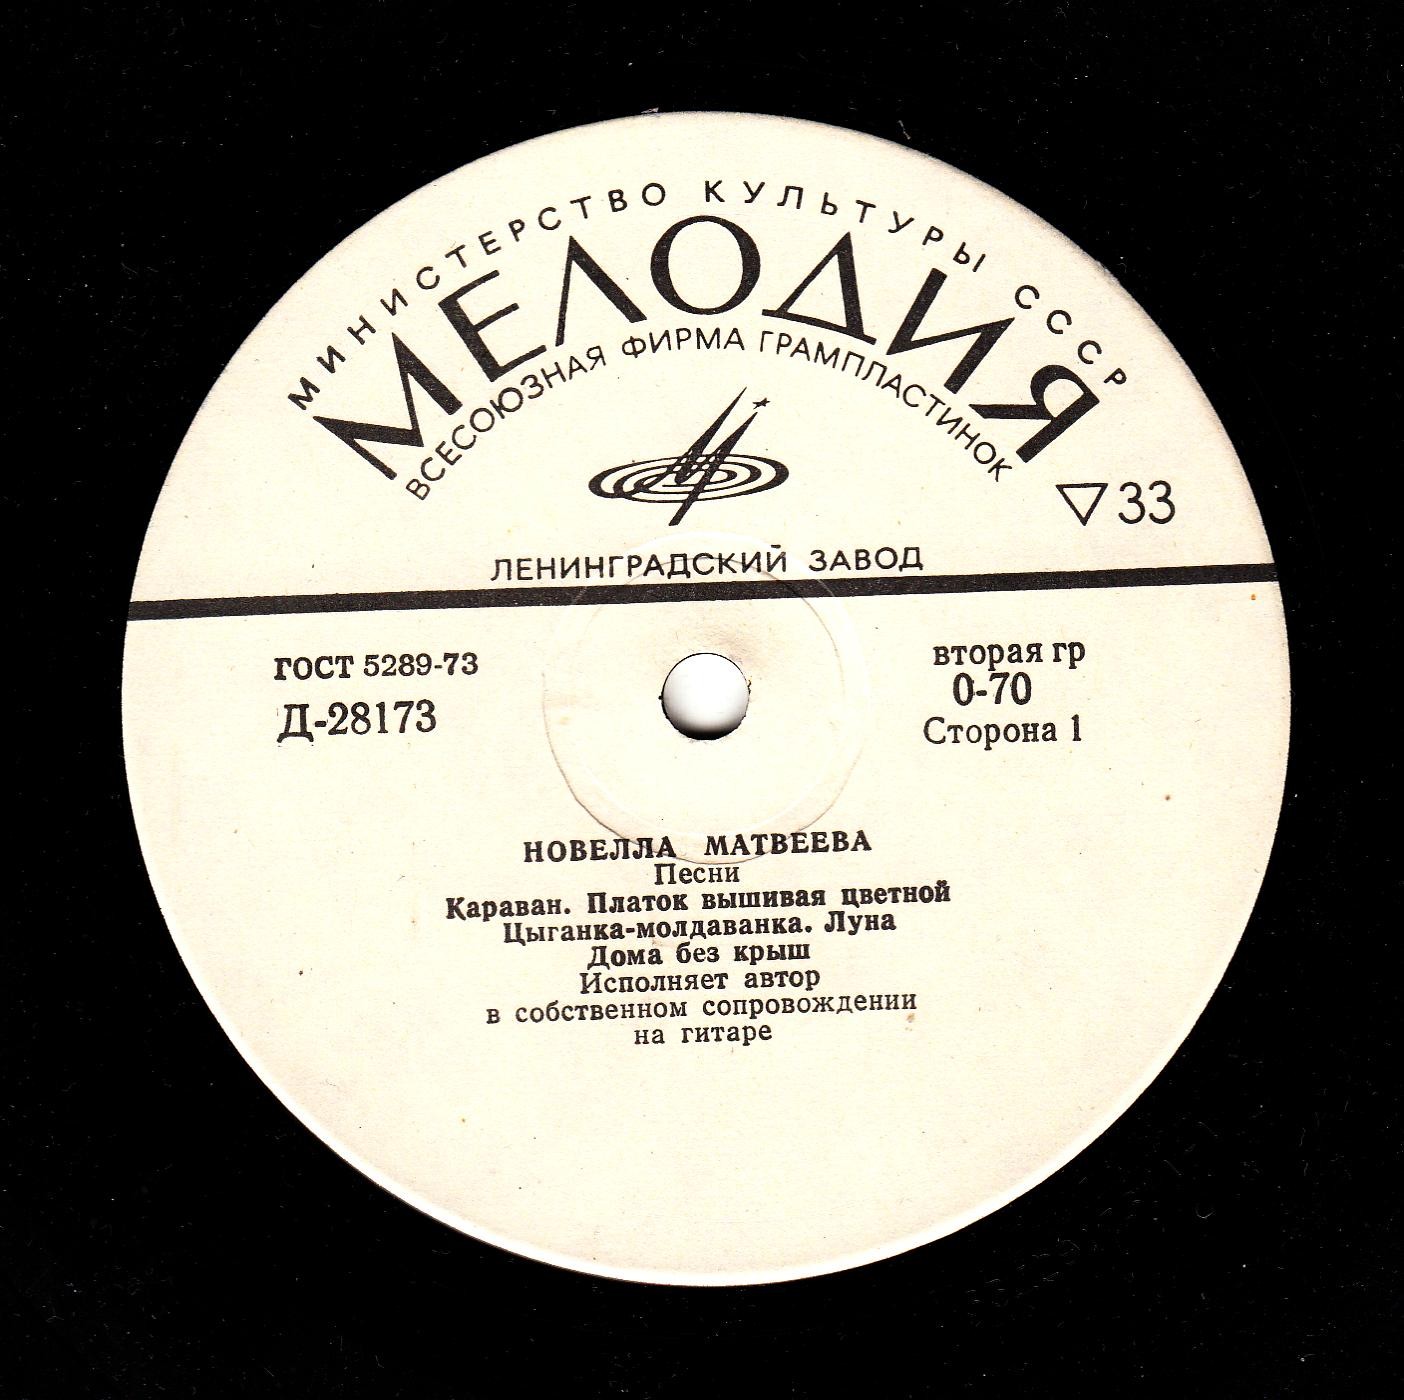 МИНИСТЕРСТВО КУЛЬТУРЫ СССР
МЕЛОДИЯ
ВСЕСОЮЗНАЯ ФИРМА ГРАМПЛАСТИНОК
33
ЛЕНИНГРАДСКИЙ ЗАВОД
ГОСТ 5289-73
Д-28173
вторая гр
0-70
Сторона 1
НОВЕЛЛА МАТВЕЕВА
Песни
Караван. Платок вышивая цветной
Цыганка-молдаванка. Луна
Дома без крыш
Исполняет автор
в собственном сопровождении
на гитаре